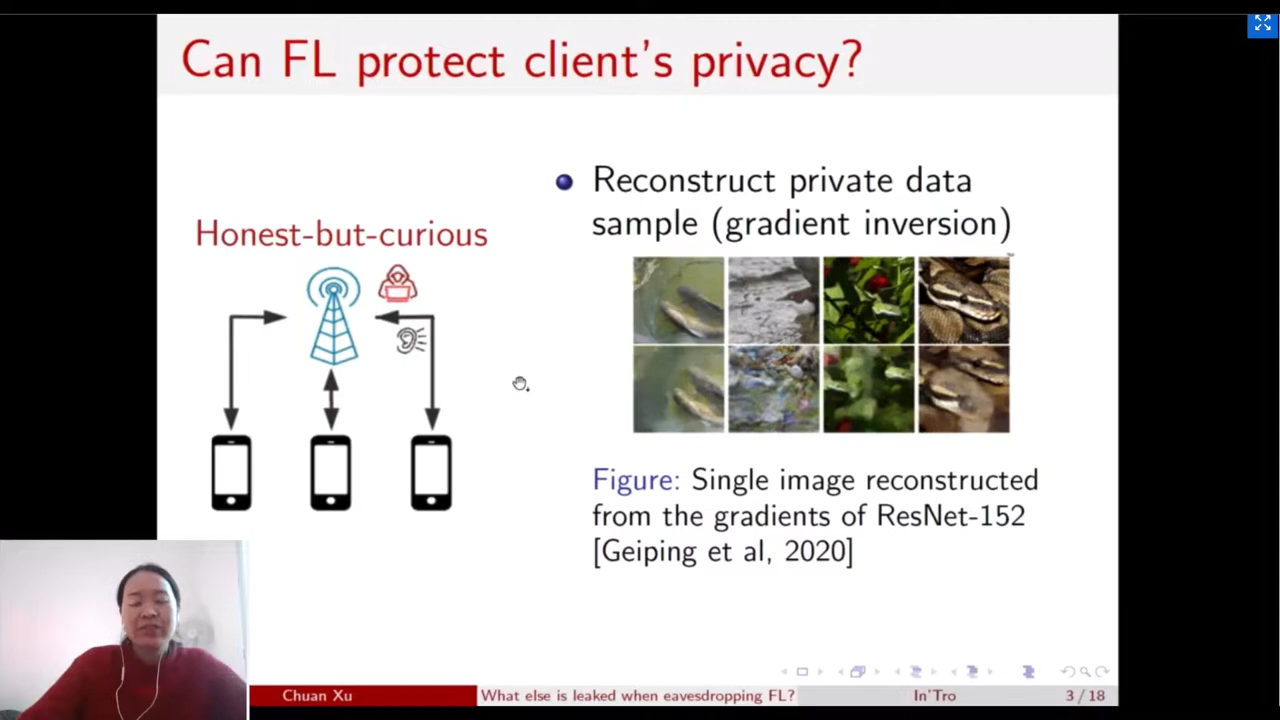 Can FL protect client's privacy?
Honest-but-curious
Reconstruct private data
sample (gradient inversion)
Figure: Single image reconstructed
from the gradients of ResNet-152
[Geiping et al, 2020]
Chuan Xu
What else is leaked when eavesdropping FL?
In'Tro
3 / 18